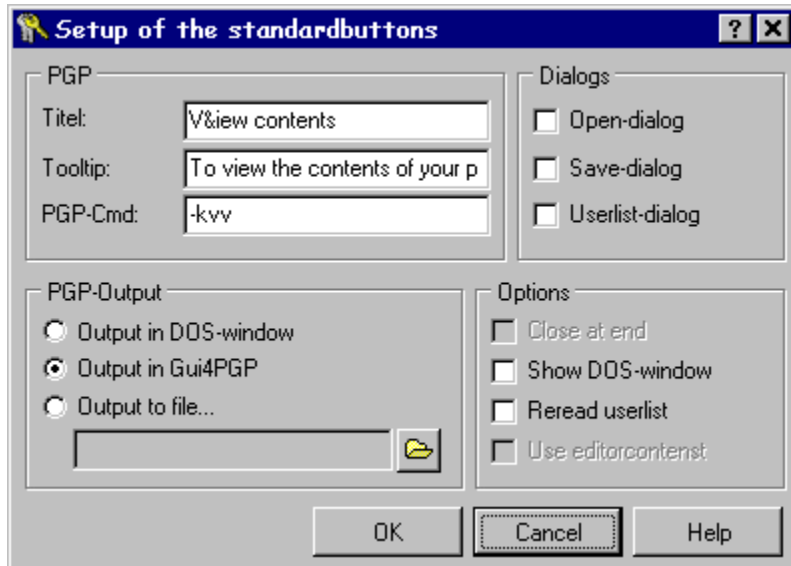 Setup of the standardbuttons
PGP
Titel: V&iew contents
Tooltip: To view the contents of your p
PGP-Cmd: -kvv
Dialogs
Open-dialog
Save-dialog
Userlist-dialog
PGP-Output
Output in DOS-window
Output in Gui4PGP
Output to file...
Options
Close at end
Show DOS-window
Reread userlist
Use editorcontenst
OK Cancel Help